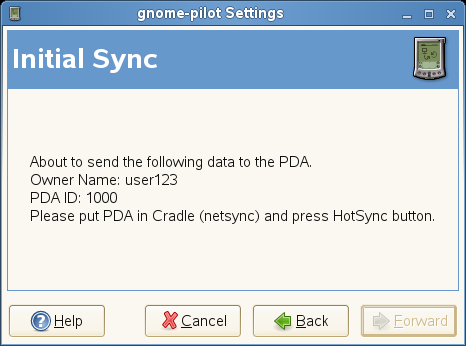 gnome-pilot Settings
Initial Sync
About to send the following data to the PDA.
Owner Name: user123
PDA ID: 1000
Please put PDA in Cradle (netsync) and press HotSync button.
Help
Cancel
Back
Forward